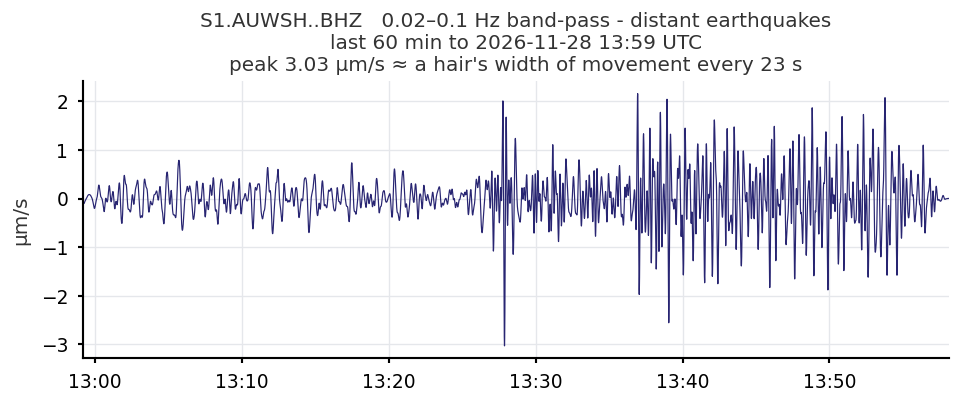 S1.AUWSH..BHZ   0.02–0.1 Hz band-pass - distant earthquakes
last 60 min to 2026-11-28 13:59 UTC
peak 3.03 µm/s ≈ a hair's width of movement every 23 s
µm/s
2
1
0
−1
−2
−3
13:00 13:10 13:20 13:30 13:40 13:50